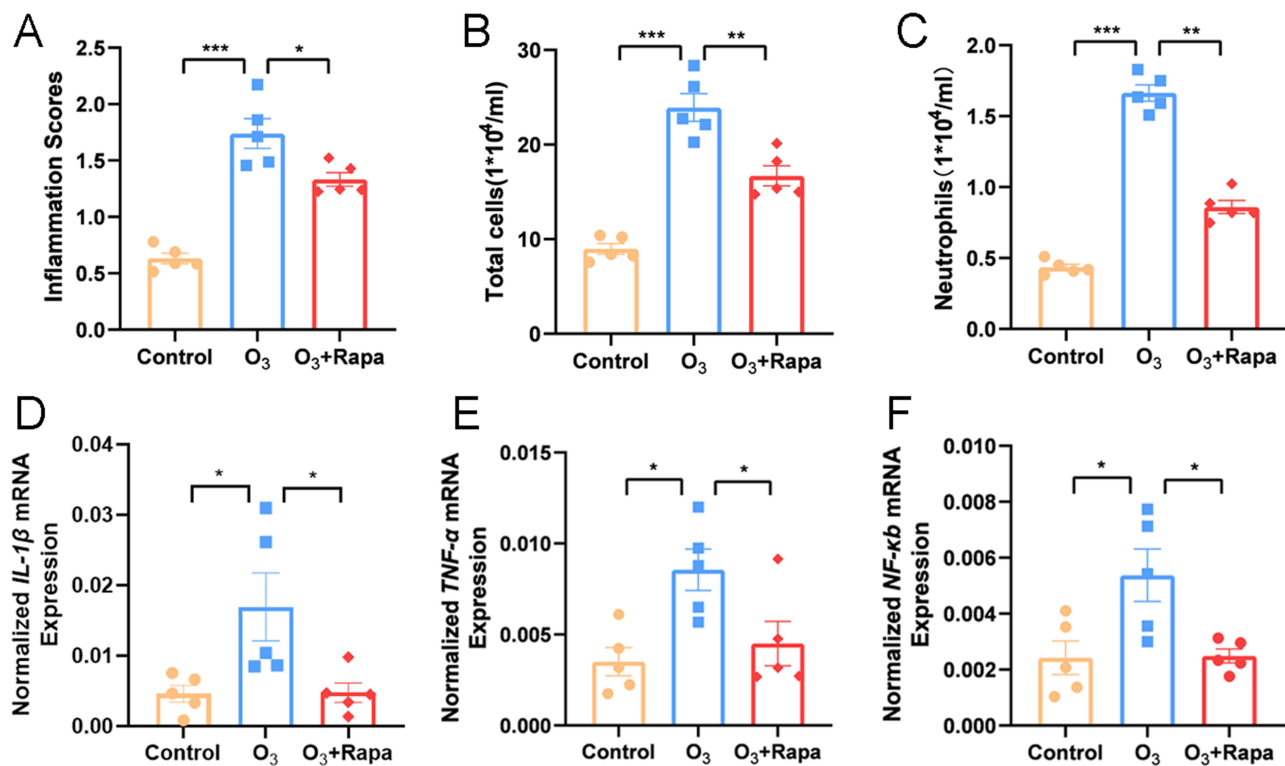 A
Inflammation Scores
2.5
2.0
1.5
1.0
0.5
0.0
***
*
Control
O₃
O₃+Rapa
B
Total cells(1*10^4/ml)
30
20
10
0
***
**
Control
O₃
O₃+Rapa
C
Neutrophils(1*10^4/ml)
2.0
1.5
1.0
0.5
0.0
***
**
Control
O₃
O₃+Rapa
D
Normalized IL-1β mRNA
Expression
0.04
0.03
0.02
0.01
0.00
*
*
Control
O₃
O₃+Rapa
E
Normalized TNF-α mRNA
Expression
0.015
0.010
0.005
0.000
*
*
Control
O₃
O₃+Rapa
F
Normalized NF-κb mRNA
Expression
0.010
0.008
0.006
0.004
0.002
0.000
*
*
Control
O₃
O₃+Rapa